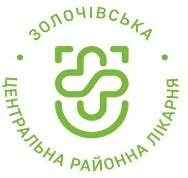 ЗОЛОЧІВСЬКА
ЦЕНТРАЛЬНА РАЙОННА ЛІКАРНЯ